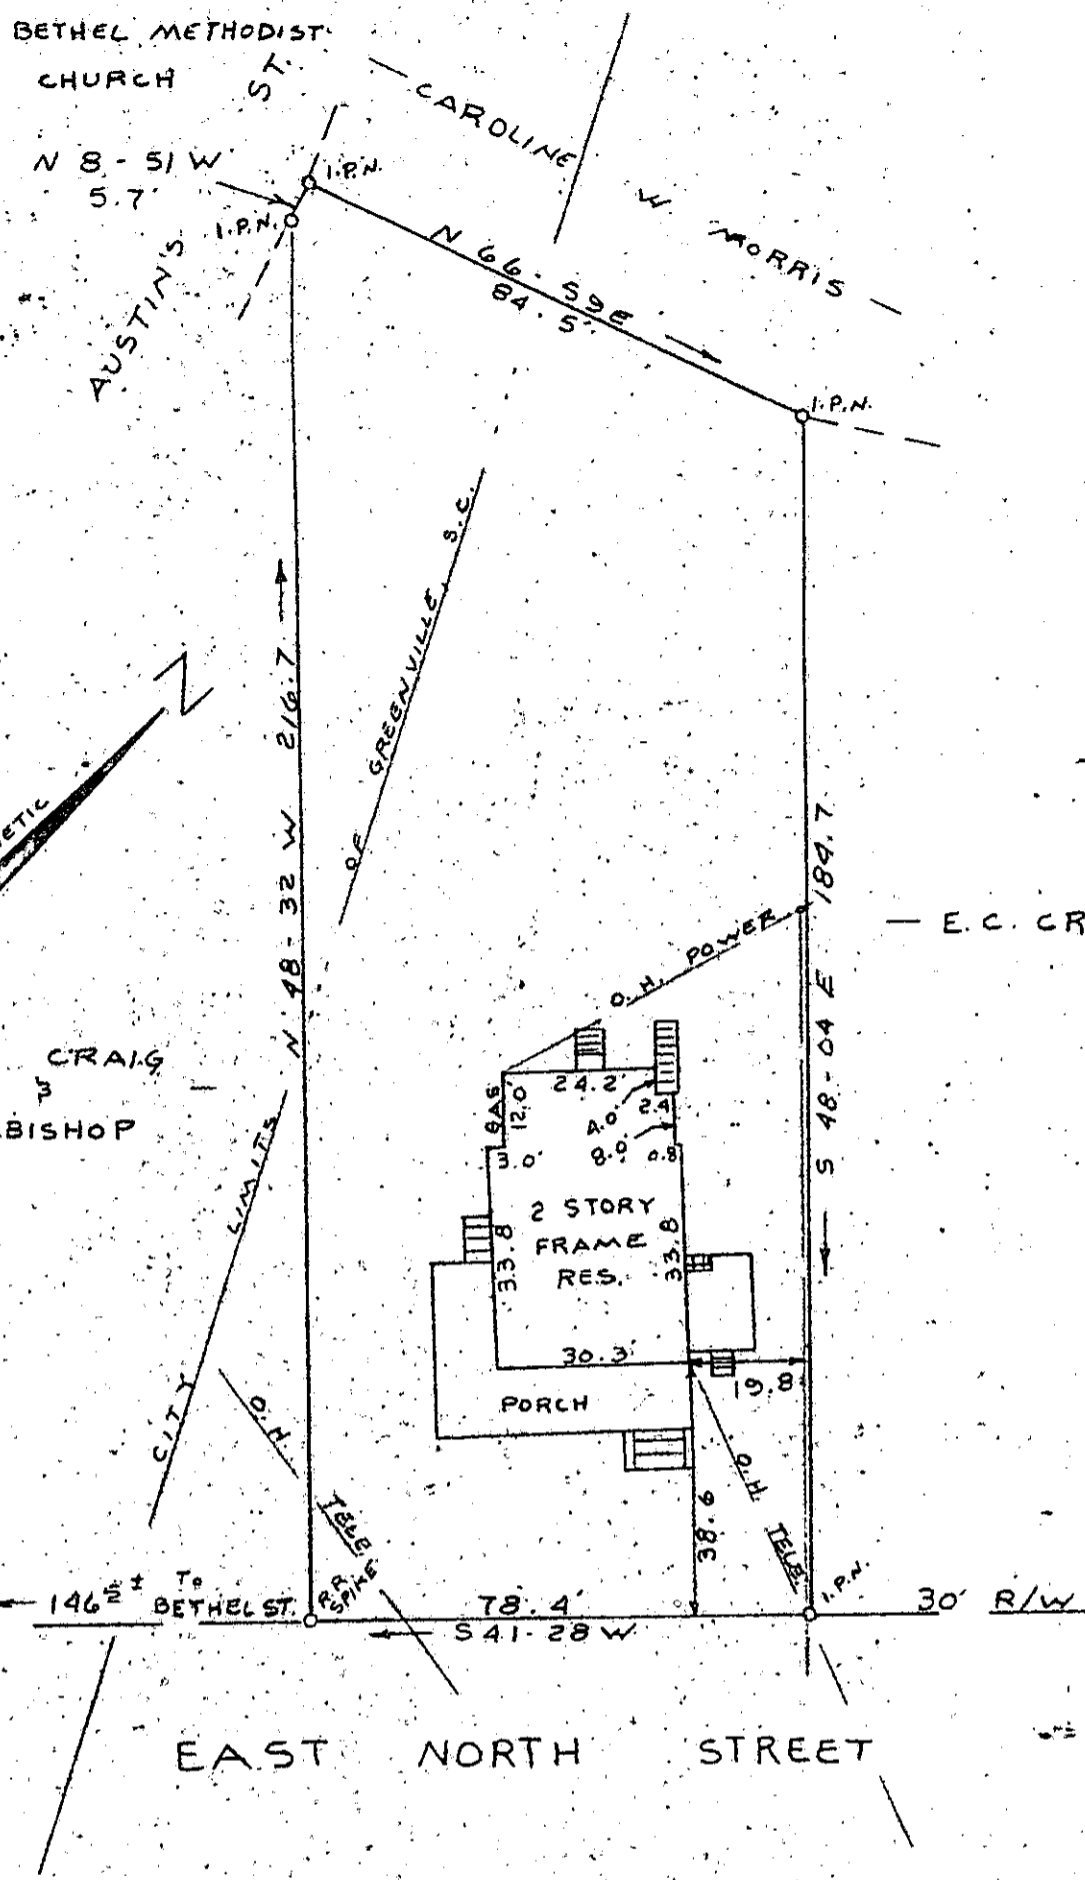 BETHEL METHODIST
CHURCH
ST.
CAROLINE W. MORRIS
N 8-51 W
5.7'
I.P.N.
I.P.N.
AUSTIN'S
N 66-59 E
84.5'
I.P.N.
N 48-32 W 216.7
CITY LIMITS OF GREENVILLE, S.C.
184.7
S 48-04 E
E. C. CR
O. H. POWER
CRAIG
&
BISHOP
GAS
12.0'
24.2'
4.0
2.4
8.0
3.0'
0.8
2 STORY
FRAME
RES.
33.8
33.8
30.3'
19.8
PORCH
38.6
O. H. TELE.
O. H. TELE.
R.R. SPIKE
I.P.N.
146 5/2 ± TO BETHEL ST.
78.4'
S 41-28 W
30' R/W
EAST NORTH STREET